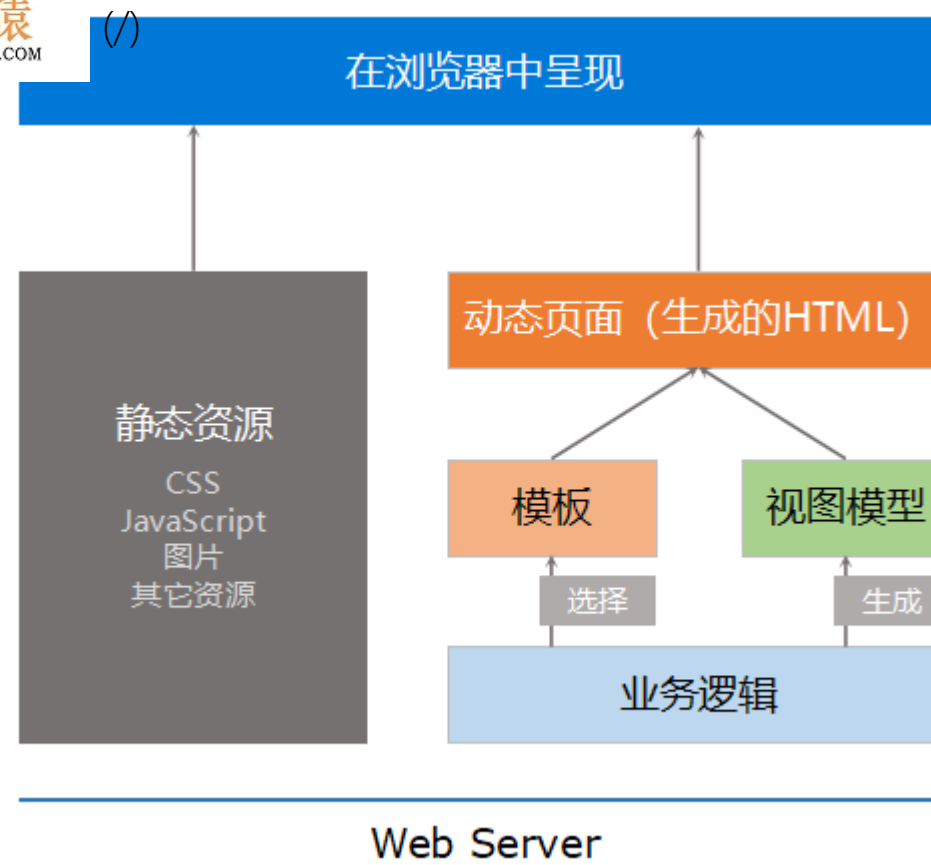 猿
.COM
(/)
在浏览器中呈现
动态页面（生成的HTML）
静态资源
CSS
JavaScript
图片
其它资源
模板
视图模型
选择
生成
业务逻辑
Web Server